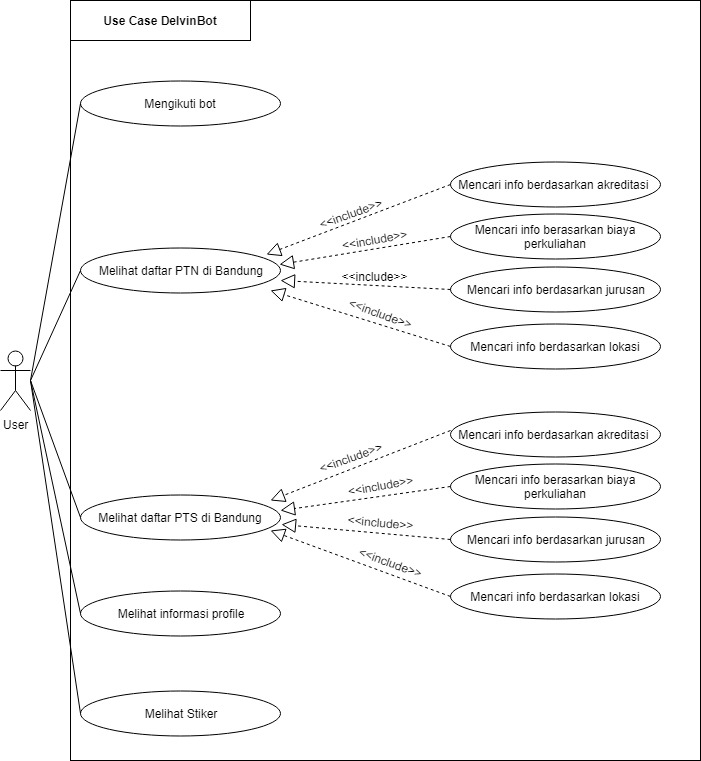 Use Case DelvinBot
Mengikuti bot
Mencari info berdasarkan akreditasi
<<include>>
Mencari info berasarkan biaya
perkuliahan
<<include>>
Melihat daftar PTN di Bandung
<<include>>
Mencari info berdasarkan jurusan
<<include>>
Mencari info berdasarkan lokasi
User
Mencari info berdasarkan akreditasi
<<include>>
Mencari info berasarkan biaya
perkuliahan
<<include>>
Melihat daftar PTS di Bandung
<<include>>
Mencari info berdasarkan jurusan
<<include>>
Mencari info berdasarkan lokasi
Melihat informasi profile
Melihat Stiker